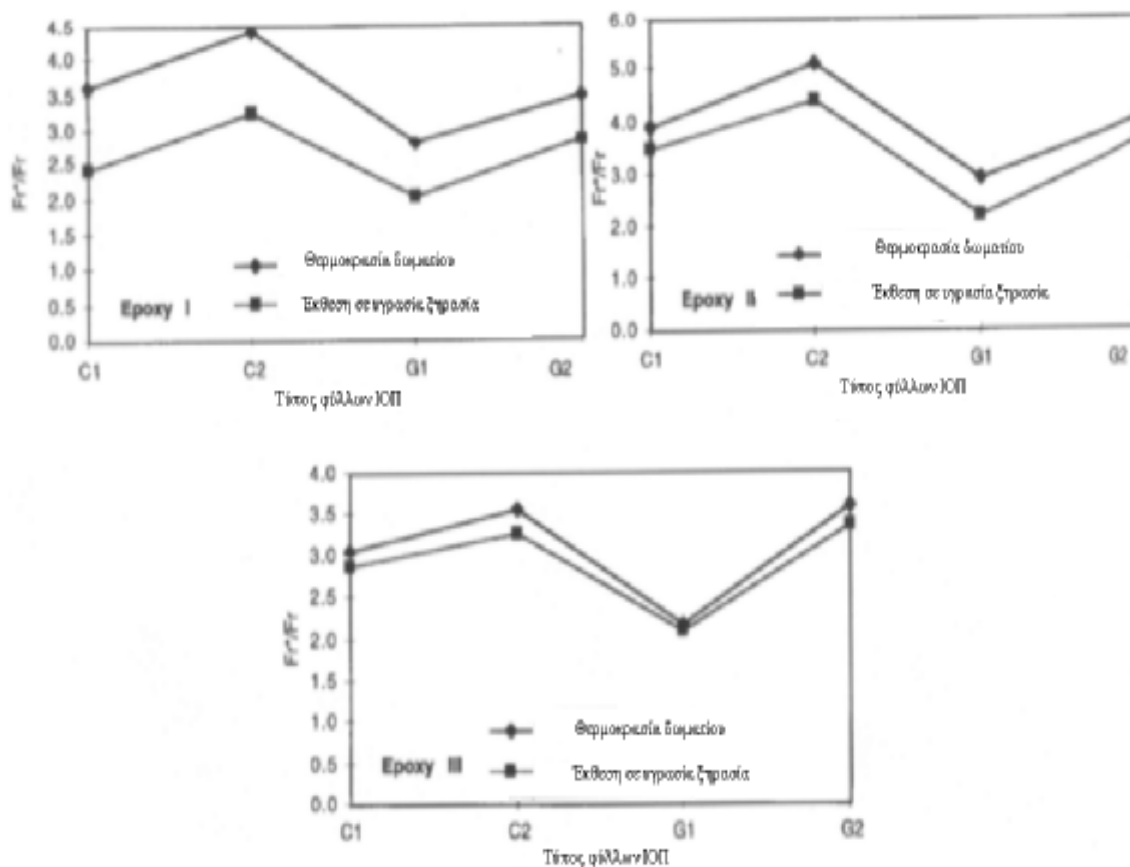 4.5
4.0
3.5
3.0
2.5
2.0
1.5
1.0
0.5
0.0
Fr*/Fr
Θερμοκρασία δωματίου
Έκθεση σε υγρασία ξηρασία
Epoxy I
C1 C2 G1 G2
Τύπος φύλλων ΙΟΠ
6.0
5.0
4.0
3.0
2.0
1.0
0.0
Fr*/Fr
Θερμοκρασία δωματίου
Έκθεση σε υγρασία ξηρασία
Epoxy II
C1 C2 G1 G2
Τύπος φύλλων ΙΟΠ
4.0
3.5
3.0
2.5
2.0
1.5
1.0
0.5
0.0
Fr*/Fr
Θερμοκρασία δωματίου
Έκθεση σε υγρασία ξηρασία
Epoxy III
C1 C2 G1 G2
Τύπος φύλλων ΙΟΠ